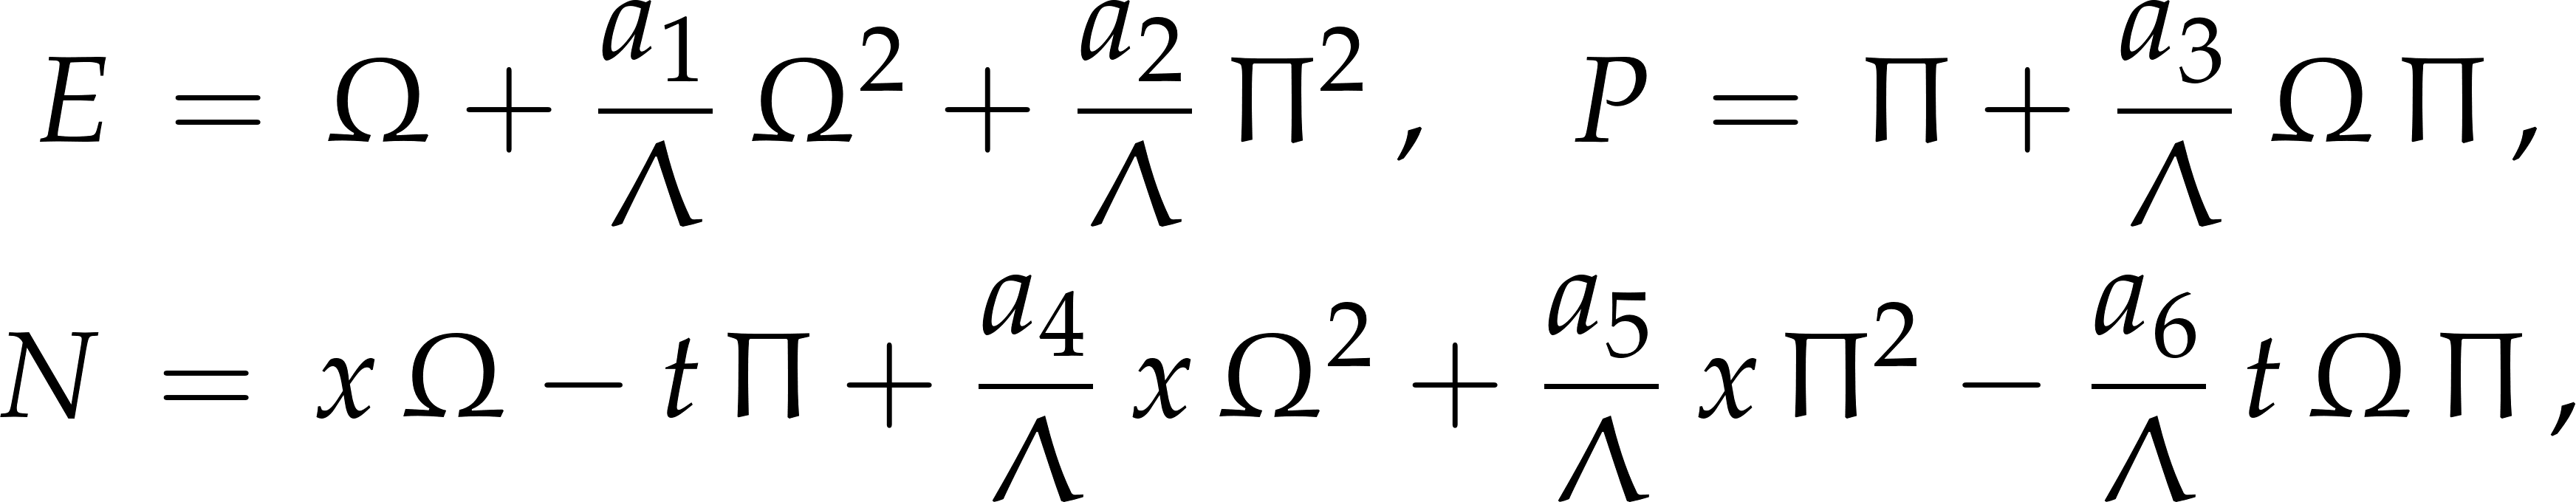 E = Ω + a₁/Λ Ω² + a₂/Λ Π² , P = Π + a₃/Λ Ω Π ,
N = x Ω − t Π + a₄/Λ x Ω² + a₅/Λ x Π² − a₆/Λ t Ω Π ,